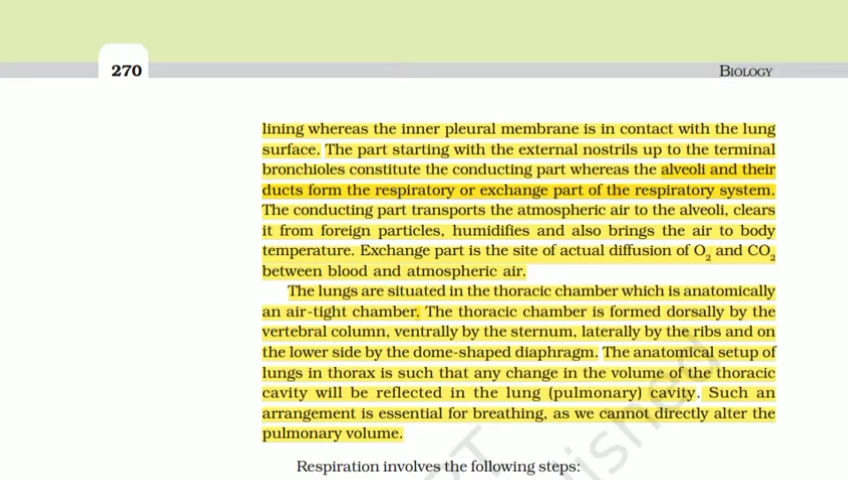 270
BIOLOGY
lining whereas the inner pleural membrane is in contact with the lung
surface. The part starting with the external nostrils up to the terminal
bronchioles constitute the conducting part whereas the alveoli and their
ducts form the respiratory or exchange part of the respiratory system.
The conducting part transports the atmospheric air to the alveoli, clears
it from foreign particles, humidifies and also brings the air to body
temperature. Exchange part is the site of actual diffusion of O₂ and CO₂
between blood and atmospheric air.
The lungs are situated in the thoracic chamber which is anatomically
an air-tight chamber. The thoracic chamber is formed dorsally by the
vertebral column, ventrally by the sternum, laterally by the ribs and on
the lower side by the dome-shaped diaphragm. The anatomical setup of
lungs in thorax is such that any change in the volume of the thoracic
cavity will be reflected in the lung (pulmonary) cavity. Such an
arrangement is essential for breathing, as we cannot directly alter the
pulmonary volume.
Respiration involves the following steps: